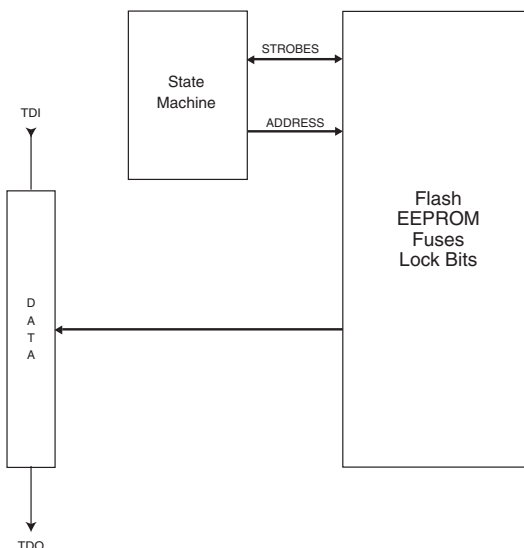 STROBES
State
Machine
TDI
ADDRESS
Flash
EEPROM
Fuses
Lock Bits
D
A
T
A
TDO